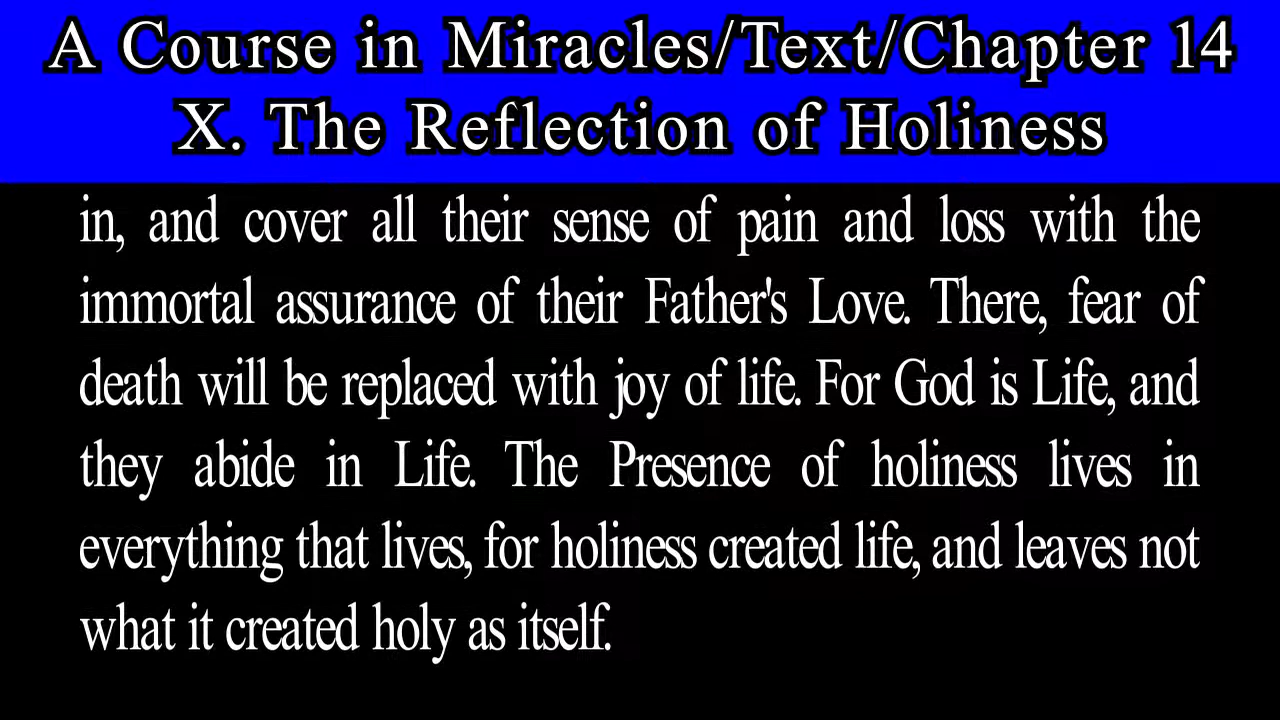 A Course in Miracles/Text/Chapter 14
X. The Reflection of Holiness
in, and cover all their sense of pain and loss with the
immortal assurance of their Father's Love. There, fear of
death will be replaced with joy of life. For God is Life, and
they abide in Life. The Presence of holiness lives in
everything that lives, for holiness created life, and leaves not
what it created holy as itself.